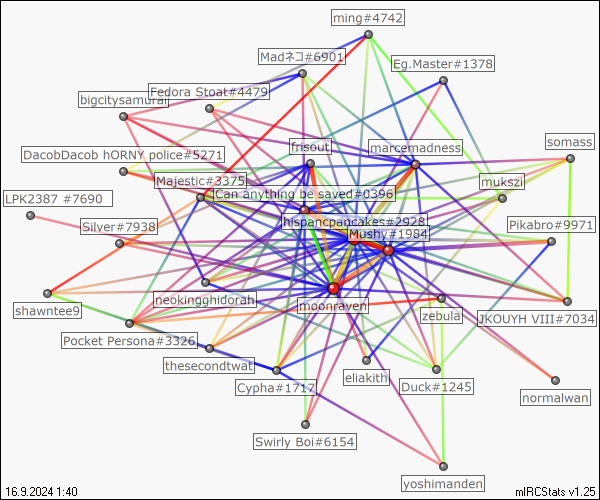 ming#4742
Madネコ#6901
Eg.Master#1378
Fedora Stoat#4479
bigcitysamurai
frisout
marcemadness
somass
DacobDacob hORNY police#5271
Majestic#3375
Can anything be saved#0396
mukszi
LPK2387 #7690
hispancpancakes#2928
Silver#7938
Mushy#1984
Pikabro#9971
neokingghidorah
moonraven
shawntee9
zebula
JKOUYH VIII#7034
Pocket Persona#3326
thesecondtwat
Cypha#1717
eliakith
Duck#1245
normalwan
Swirly Boi#6154
yoshimanden
16.9.2024 1:40
mIRCStats v1.25